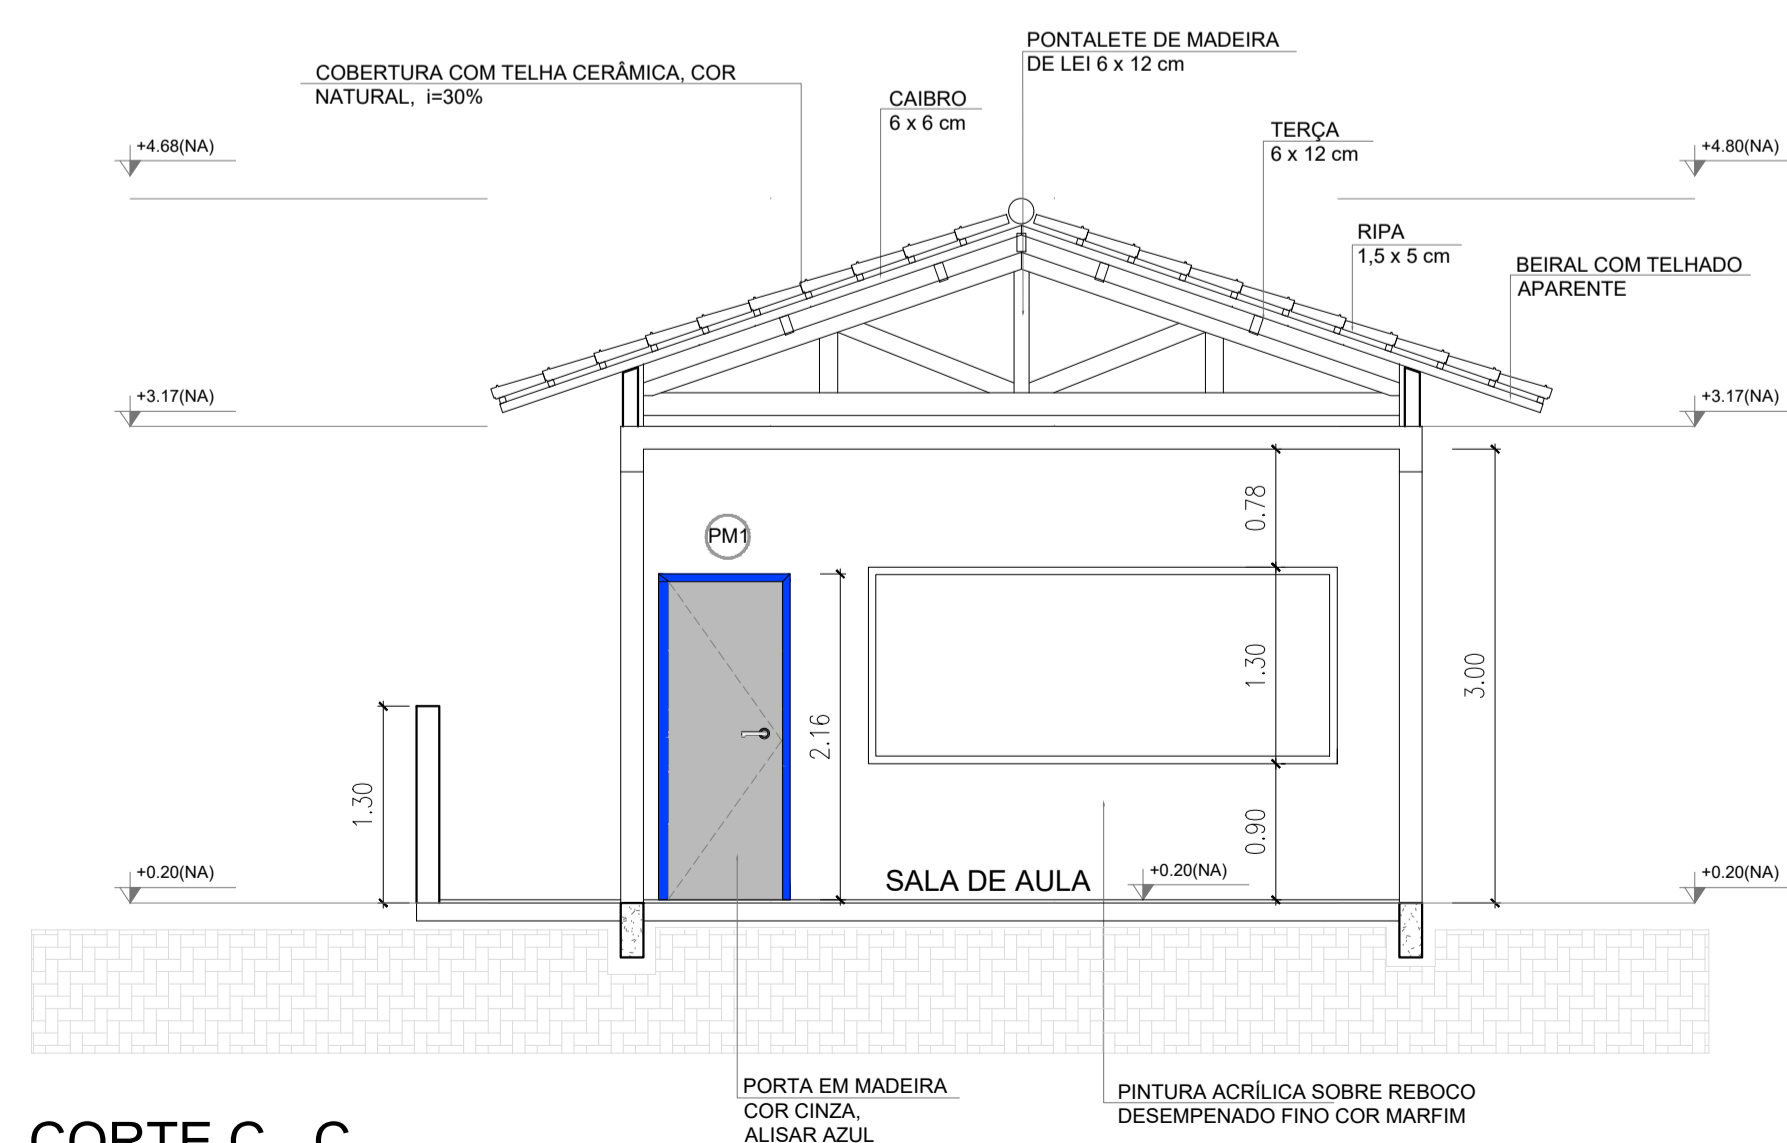 PONTALETE DE MADEIRA
DE LEI 6 x 12 cm
COBERTURA COM TELHA CERÂMICA, COR
NATURAL, i=30%
CAIBRO
6 x 6 cm
TERÇA
6 x 12 cm
+4.68(NA)
+4.80(NA)
RIPA
1,5 x 5 cm
BEIRAL COM TELHADO
APARENTE
+3.17(NA)
+3.17(NA)
0.78
PM1
1.30
3.00
2.16
1.30
0.90
+0.20(NA)
SALA DE AULA
+0.20(NA)
+0.20(NA)
PORTA EM MADEIRA
COR CINZA,
ALISAR AZUL
PINTURA ACRÍLICA SOBRE REBOCO
DESEMPENADO FINO COR MARFIM
CORTE C - C